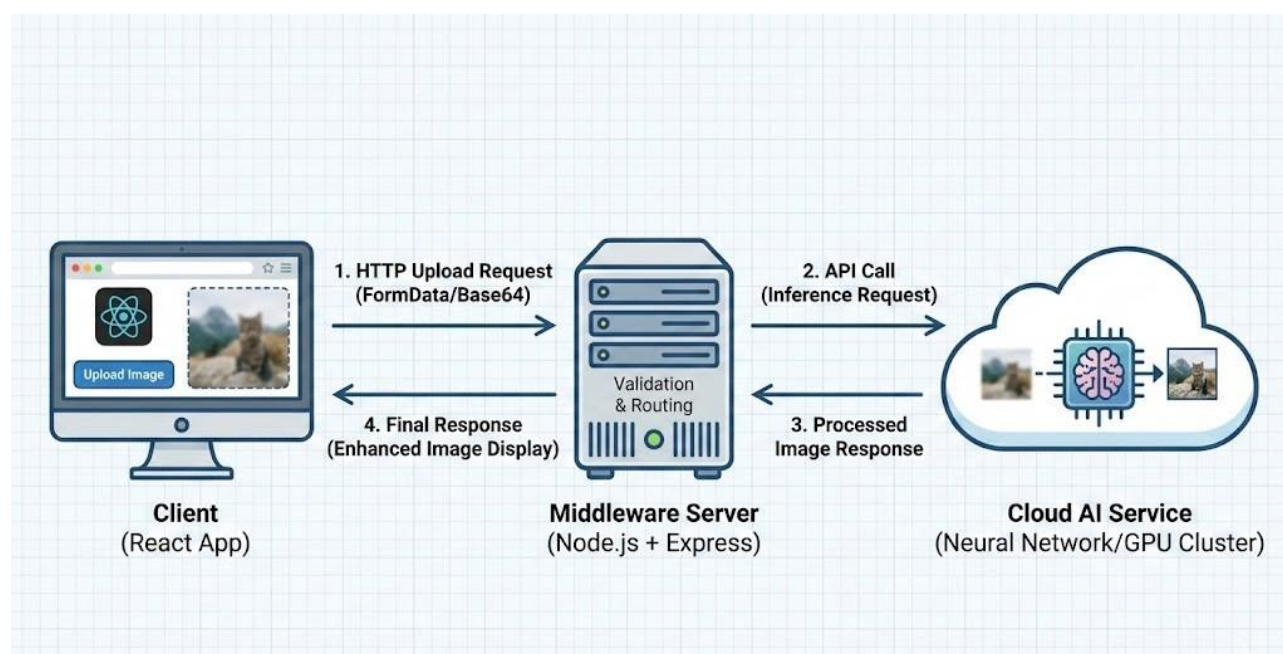 1. HTTP Upload Request
(FormData/Base64)
2. API Call
(Inference Request)
Upload Image
Validation
& Routing
4. Final Response
(Enhanced Image Display)
3. Processed
Image Response
Client
(React App)
Middleware Server
(Node.js + Express)
Cloud AI Service
(Neural Network/GPU Cluster)